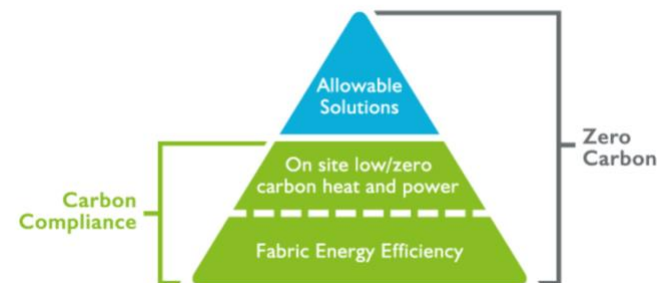 Allowable
Solutions
On site low/zero
carbon heat and power
Fabric Energy Efficiency
Carbon
Compliance
Zero
Carbon